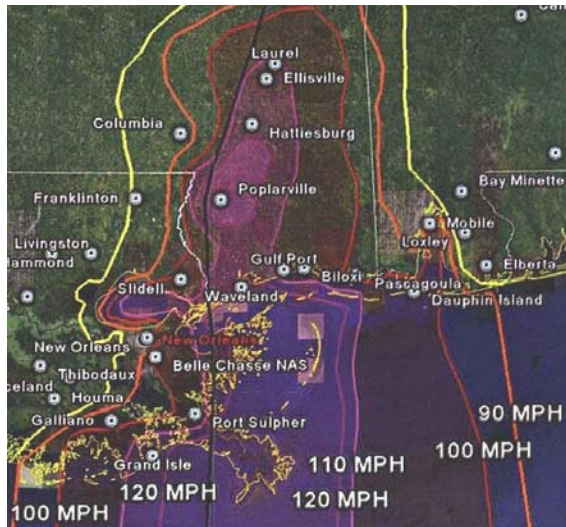 Laurel
Ellisville
Columbia
Hattiesburg
Bay Minette
Franklinton
Poplarville
Mobile
Loxley
Livingston
Hammond
Gulf Port
Elberta
Slidell
Biloxi
Waveland
Pascagoula
Dauphin Island
New Orleans
New Orleans
Belle Chasse NAS
Thibodaux
Houma
Galliano
Port Sulpher
90 MPH
Grand Isle
110 MPH
100 MPH
120 MPH
120 MPH
100 MPH